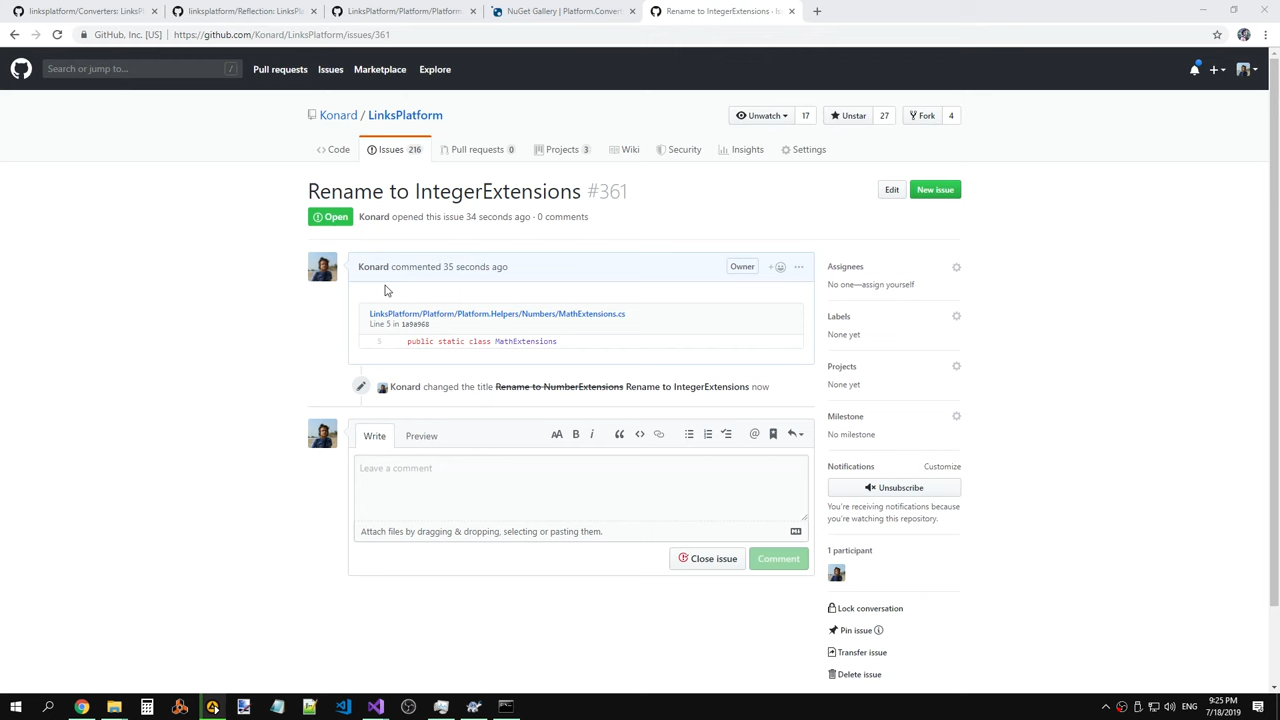 linksplatform/Converters: LinksPl
linksplatform/Reflection: LinksPla
LinksPlatform/Platform/Platform.
NuGet Gallery | Platform.Convert
Rename to IntegerExtensions · Iss
GitHub, Inc. [US] | https://github.com/Konard/LinksPlatform/issues/361
Search or jump to... /
Pull requests Issues Marketplace Explore
Konard / LinksPlatform
Unwatch 17 Unstar 27 Fork 4
Code Issues 216 Pull requests 0 Projects 3 Wiki Security Insights Settings
Rename to IntegerExtensions #361
Edit New issue
Open Konard opened this issue 34 seconds ago · 0 comments
Konard commented 35 seconds ago Owner
LinksPlatform/Platform/Platform.Helpers/Numbers/MathExtensions.cs
Line 5 in 1a9a968
5 public static class MathExtensions
Konard changed the title Rename to NumberExtensions Rename to IntegerExtensions now
Write Preview
Leave a comment
Attach files by dragging & dropping, selecting or pasting them.
Close issue Comment
Assignees
No one—assign yourself
Labels
None yet
Projects
None yet
Milestone
No milestone
Notifications Customize
Unsubscribe
You're receiving notifications because
you're watching this repository.
1 participant
Lock conversation
Pin issue
Transfer issue
Delete issue
ENG
9:25 PM
7/18/2019